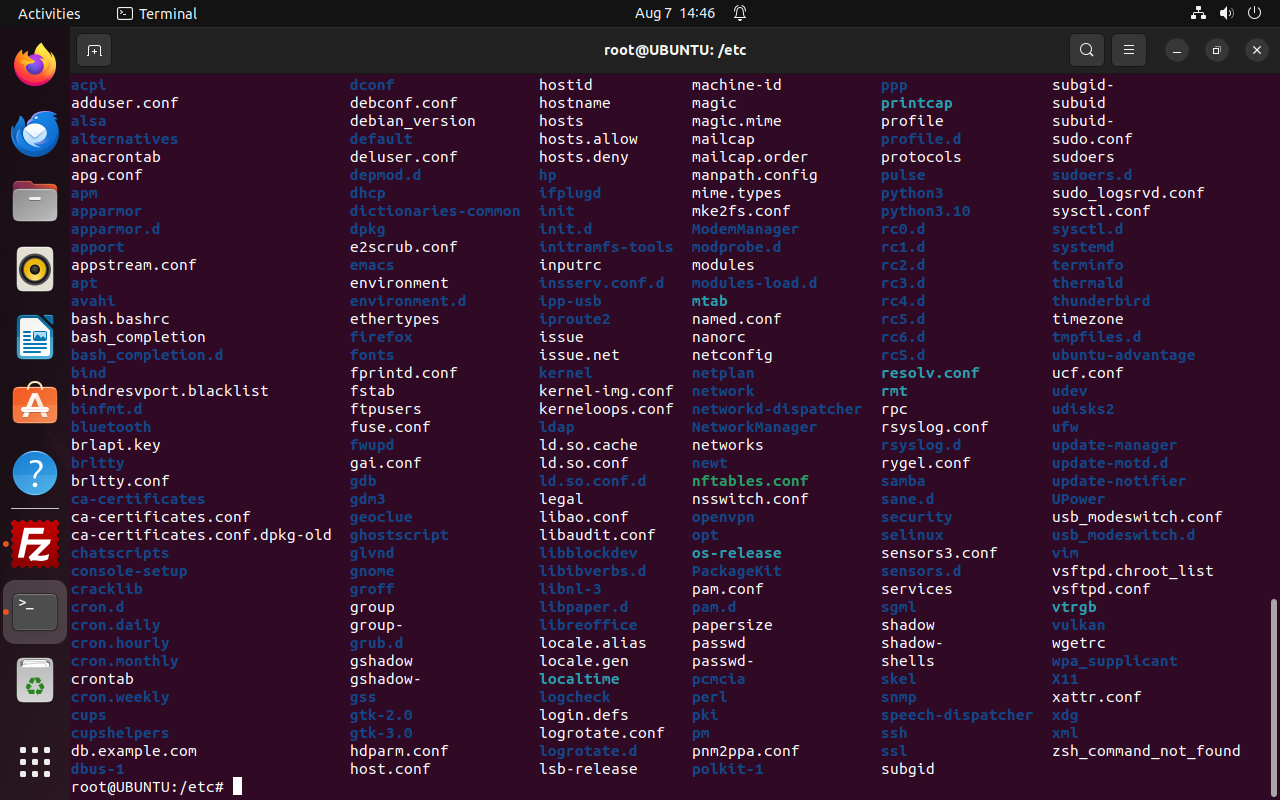 Activities Terminal Aug 7 14:46
root@UBUNTU: /etc
acpi dconf hostid machine-id ppp subgid-
adduser.conf debconf.conf hostname magic printcap subuid
alsa debian_version hosts magic.mime profile subuid-
alternatives default hosts.allow mailcap profile.d sudo.conf
anacrontab deluser.conf hosts.deny mailcap.order protocols sudoers
apg.conf depmod.d hp manpath.config pulse sudoers.d
apm dhcp ifplugd mime.types python3 sudo_logsrvd.conf
apparmor dictionaries-common init mke2fs.conf python3.10 sysctl.conf
apparmor.d dpkg init.d ModemManager rc0.d sysctl.d
apport e2scrub.conf initramfs-tools modprobe.d rc1.d systemd
appstream.conf emacs inputrc modules rc2.d terminfo
apt environment insserv.conf.d modules-load.d rc3.d thermald
avahi environment.d ipp-usb mtab rc4.d thunderbird
bash.bashrc ethertypes iproute2 named.conf rc5.d timezone
bash_completion firefox issue nanorc rc6.d tmpfiles.d
bash_completion.d fonts issue.net netconfig rcS.d ubuntu-advantage
bind fprintd.conf kernel netplan resolv.conf ucf.conf
bindresvport.blacklist fstab kernel-img.conf network rmt udev
binfmt.d ftpusers kerneloops.conf networkd-dispatcher rpc udisks2
bluetooth fuse.conf ldap NetworkManager rsyslog.conf ufw
brlapi.key fwupd ld.so.cache networks rsyslog.d update-manager
brltty gai.conf ld.so.conf newt rygel.conf update-motd.d
brltty.conf gdb ld.so.conf.d nftables.conf samba update-notifier
ca-certificates gdm3 legal nsswitch.conf sane.d UPower
ca-certificates.conf geoclue libao.conf openvpn security usb_modeswitch.conf
ca-certificates.conf.dpkg-old ghostscript libaudit.conf opt selinux usb_modeswitch.d
chatscripts glvnd libblockdev os-release sensors3.conf vim
console-setup gnome libibverbs.d PackageKit sensors.d vsftpd.chroot_list
cracklib groff libnl-3 pam.conf services vsftpd.conf
cron.d group libpaper.d pam.d sgml vtrgb
cron.daily group- libreoffice papersize shadow vulkan
cron.hourly grub.d locale.alias passwd shadow- wgetrc
cron.monthly gshadow locale.gen passwd- shells wpa_supplicant
crontab gshadow- localtime pcmcia skel X11
cron.weekly gss logcheck perl snmp xattr.conf
cups gtk-2.0 login.defs pki speech-dispatcher xdg
cupshelpers gtk-3.0 logrotate.conf pm ssh xml
db.example.com hdparm.conf logrotate.d pnm2ppa.conf ssl zsh_command_not_found
dbus-1 host.conf lsb-release polkit-1 subgid
root@UBUNTU:/etc#